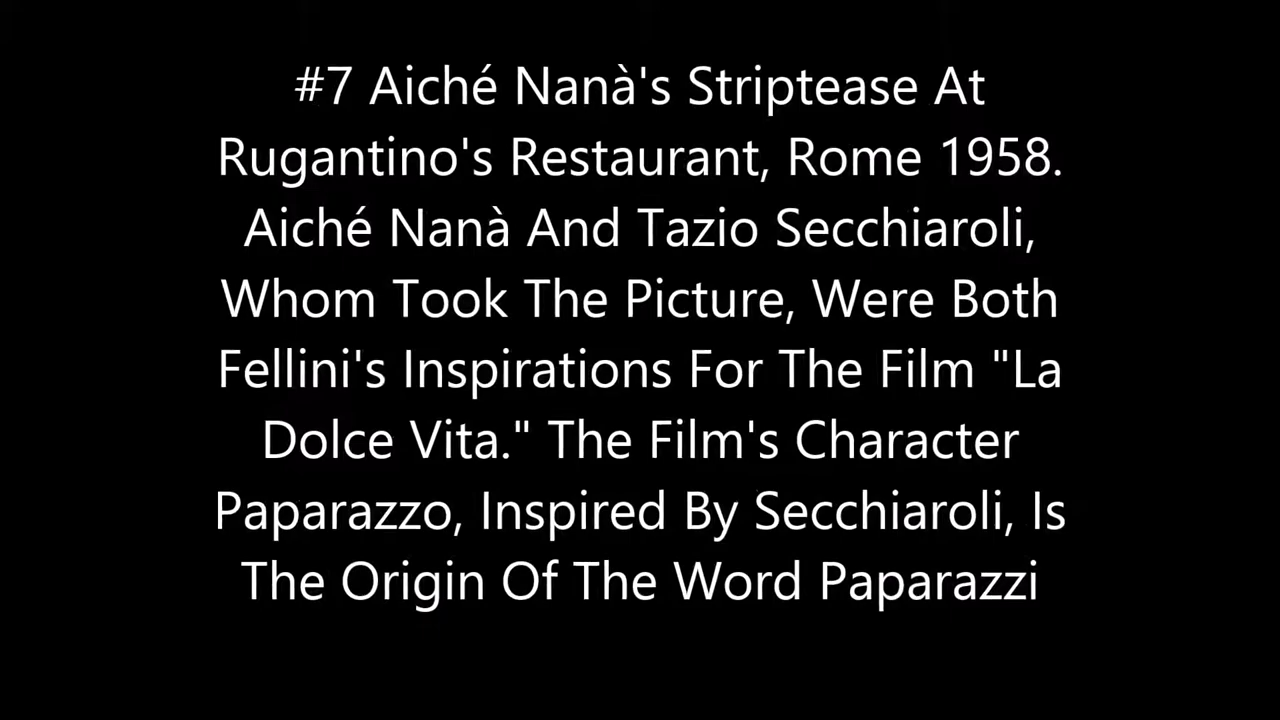 #7 Aiché Nanà's Striptease At
Rugantino's Restaurant, Rome 1958.
Aiché Nanà And Tazio Secchiaroli,
Whom Took The Picture, Were Both
Fellini's Inspirations For The Film "La
Dolce Vita." The Film's Character
Paparazzo, Inspired By Secchiaroli, Is
The Origin Of The Word Paparazzi